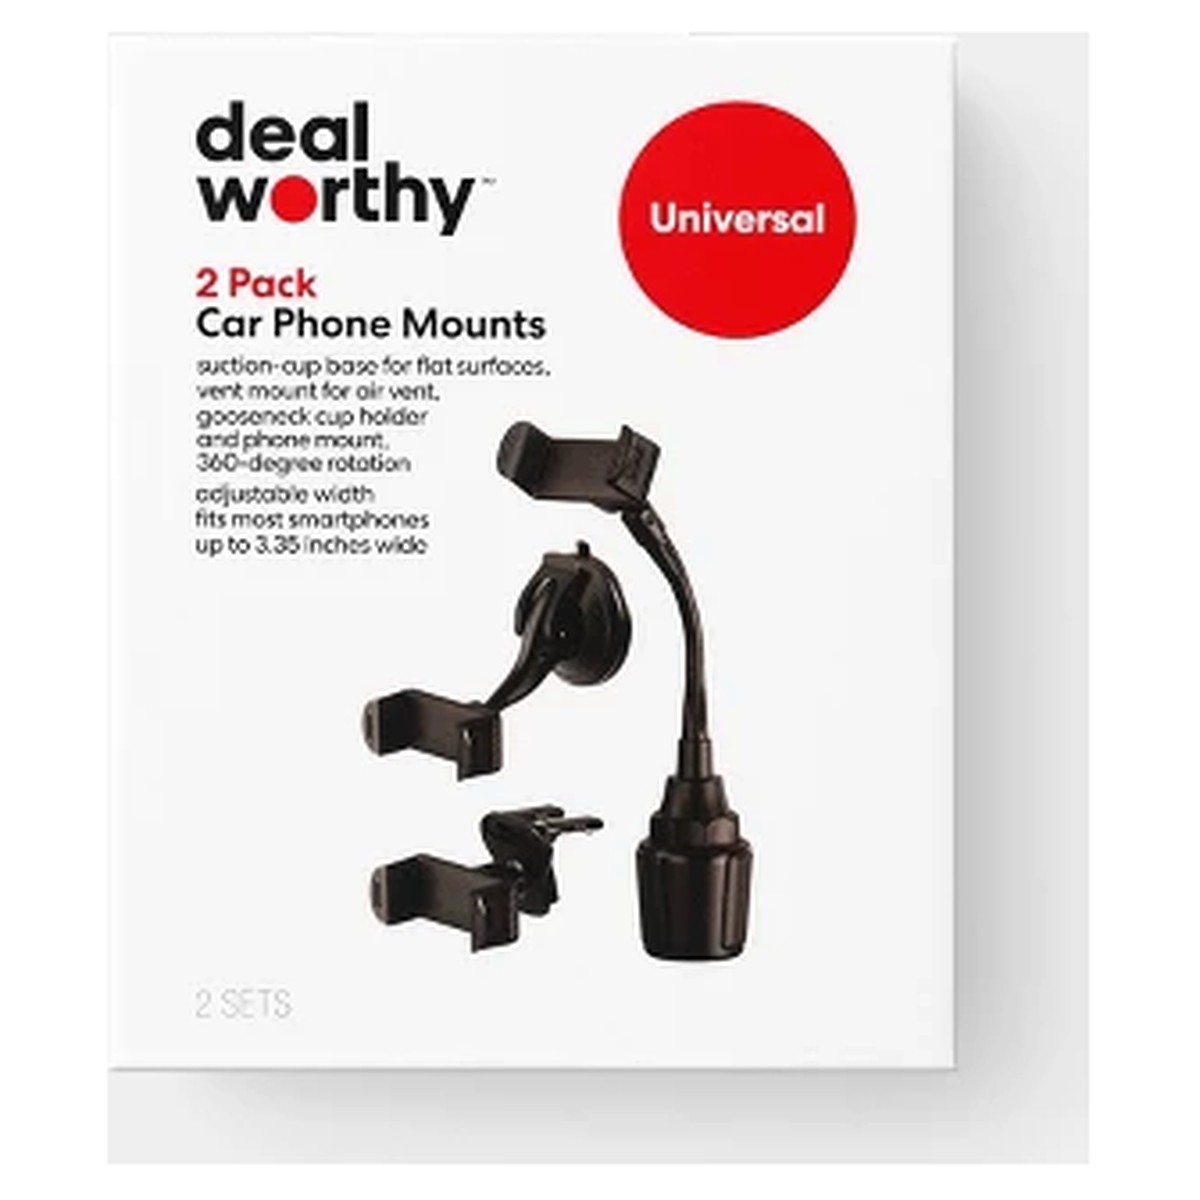 deal
worthy™
Universal
2 Pack
Car Phone Mounts
suction-cup base for flat surfaces,
vent mount for air vent,
gooseneck cup holder
and phone mount,
360-degree rotation
adjustable width
fits most smartphones
up to 3.35 inches wide
2 SETS